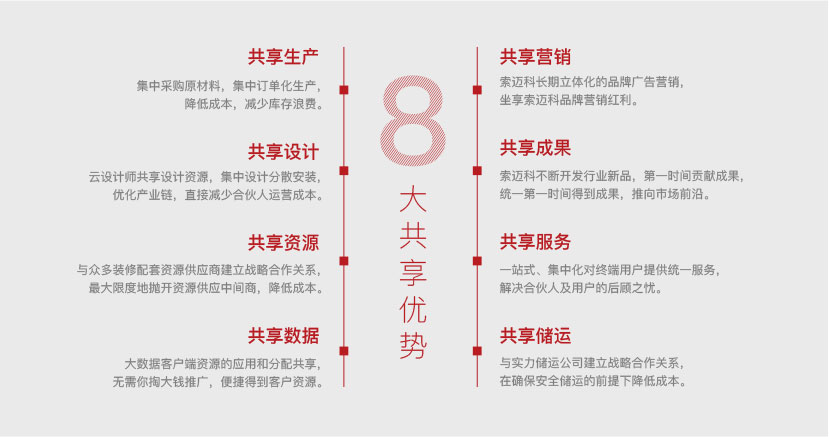 8
大共享优势
共享生产
集中采购原材料，集中订单化生产，
降低成本，减少库存浪费。
共享设计
云设计师共享设计资源，集中设计分散安装，
优化产业链，直接减少合伙人运营成本。
共享资源
与众多装修配套资源供应商建立战略合作关系，
最大限度地抛开资源供应中间商，降低成本。
共享数据
大数据客户端资源的应用和分配共享，
无需你掏大钱推广，便捷得到客户资源。
共享营销
索迈科长期立体化的品牌广告营销，
坐享索迈科品牌营销红利。
共享成果
索迈科不断开发行业新品，第一时间贡献成果，
统一第一时间得到成果，推向市场前沿。
共享服务
一站式、集中化对终端用户提供统一服务，
解决合伙人及用户的后顾之忧。
共享储运
与实力储运公司建立战略合作关系，
在确保安全储运的前提下降低成本。